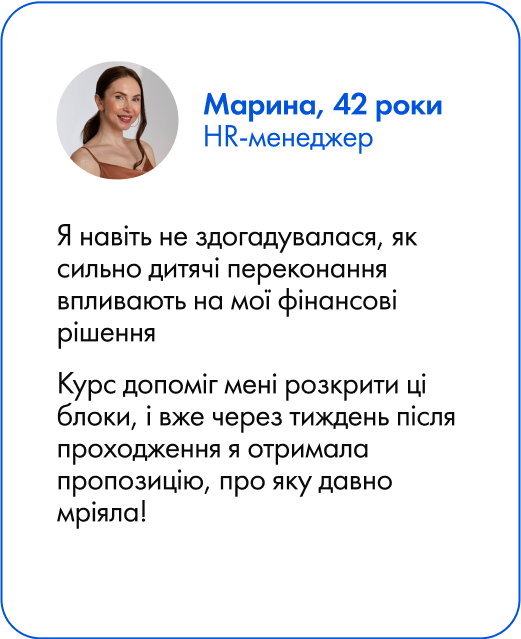 Марина, 42 роки
HR-менеджер
Я навіть не здогадувалася, як
сильно дитячі переконання
впливають на мої фінансові
рішення
Курс допоміг мені розкрити ці
блоки, і вже через тиждень після
проходження я отримала
пропозицію, про яку давно
мріяла!